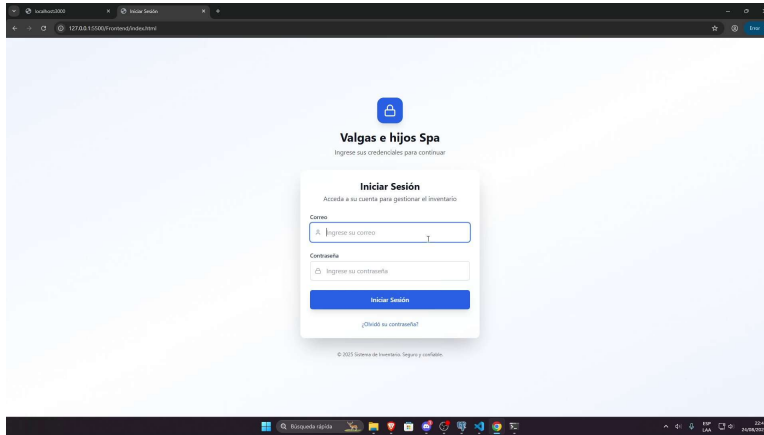 localhost:3000
Iniciar Sesión
127.0.0.1:5500/Frontend/index.html
Error
Valgas e hijos Spa
Ingrese sus credenciales para continuar
Iniciar Sesión
Acceda a su cuenta para gestionar el inventario
Correo
Ingrese su correo
Contraseña
Ingrese su contraseña
Iniciar Sesión
¿Olvidó su contraseña?
© 2025 Sistema de Inventario. Seguro y confiable.
Búsqueda rápida
ESP
LAA